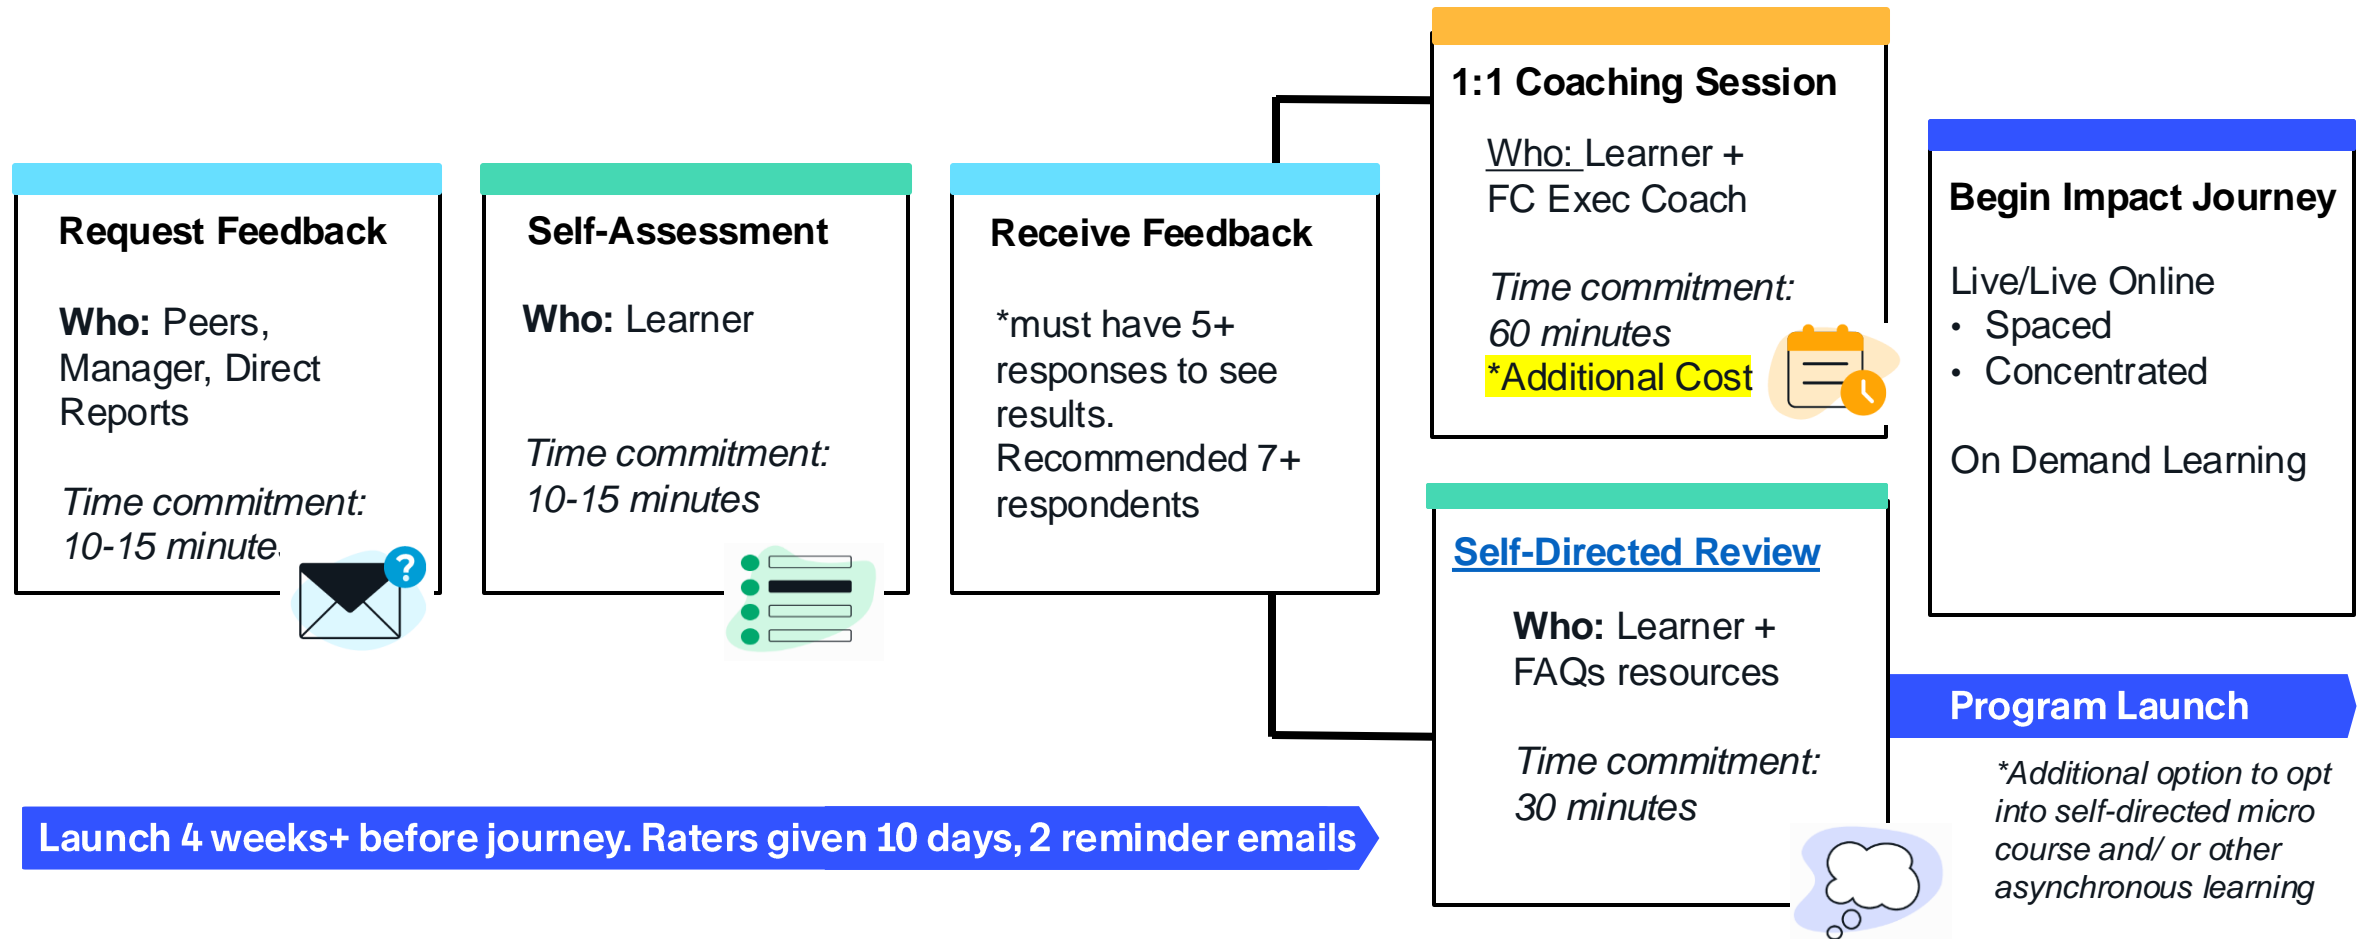 Request Feedback
Who: Peers,
Manager, Direct
Reports
Time commitment:
10-15 minute
Self-Assessment
Who: Learner
Time commitment:
10-15 minutes
Receive Feedback
*must have 5+
responses to see
results.
Recommended 7+
respondents
1:1 Coaching Session
Who: Learner +
FC Exec Coach
Time commitment:
60 minutes
*Additional Cost
Self-Directed Review
Who: Learner +
FAQs resources
Time commitment:
30 minutes
Begin Impact Journey
Live/Live Online
• Spaced
• Concentrated
On Demand Learning
Program Launch
*Additional option to opt
into self-directed micro
course and/ or other
asynchronous learning
Launch 4 weeks+ before journey. Raters given 10 days, 2 reminder emails
?